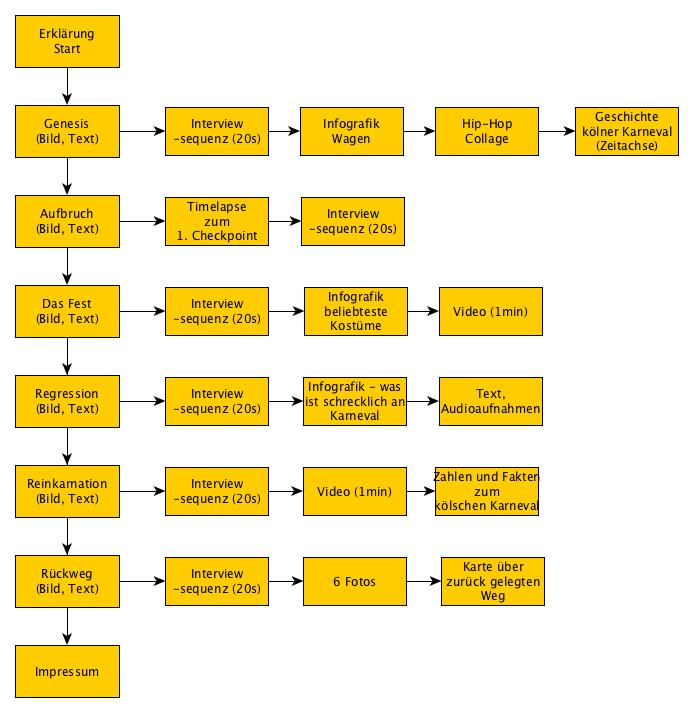 Erklärung
Start
Genesis
(Bild, Text)
Interview
-sequenz (20s)
Infografik
Wagen
Hip-Hop
Collage
Geschichte
kölner Karneval
(Zeitachse)
Aufbruch
(Bild, Text)
Timelapse
zum
1. Checkpoint
Interview
-sequenz (20s)
Das Fest
(Bild, Text)
Interview
-sequenz (20s)
Infografik
beliebteste
Kostüme
Video (1min)
Regression
(Bild, Text)
Interview
-sequenz (20s)
Infografik - was
ist schrecklich an
Karneval
Text,
Audioaufnahmen
Reinkarnation
(Bild, Text)
Interview
-sequenz (20s)
Video (1min)
Zahlen und Fakten
zum
kölschen Karneval
Rückweg
(Bild, Text)
Interview
-sequenz (20s)
6 Fotos
Karte über
zurück gelegten
Weg
Impressum